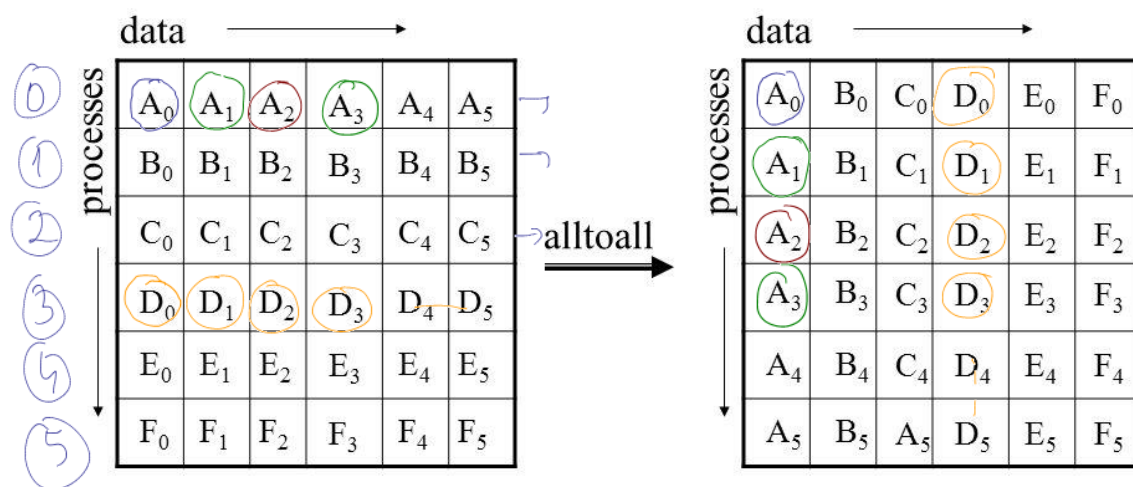 data
data
processes
processes
0 A₀ A₁ A₂ A₃ A₄ A₅
1 B₀ B₁ B₂ B₃ B₄ B₅
2 C₀ C₁ C₂ C₃ C₄ C₅
3 D₀ D₁ D₂ D₃ D₄ D₅
4 E₀ E₁ E₂ E₃ E₄ E₅
5 F₀ F₁ F₂ F₃ F₄ F₅
alltoall
A₀ B₀ C₀ D₀ E₀ F₀
A₁ B₁ C₁ D₁ E₁ F₁
A₂ B₂ C₂ D₂ E₂ F₂
A₃ B₃ C₃ D₃ E₃ F₃
A₄ B₄ C₄ D₄ E₄ F₄
A₅ B₅ A₅ D₅ E₅ F₅